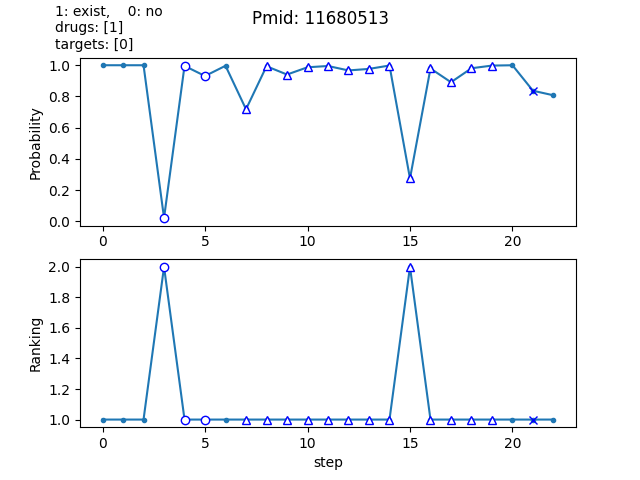 1: exist,    0: no
drugs: [1]
targets: [0]
Pmid: 11680513
Probability
1.0
0.8
0.6
0.4
0.2
0.0
0 5 10 15 20
Ranking
2.0
1.8
1.6
1.4
1.2
1.0
0 5 10 15 20
step